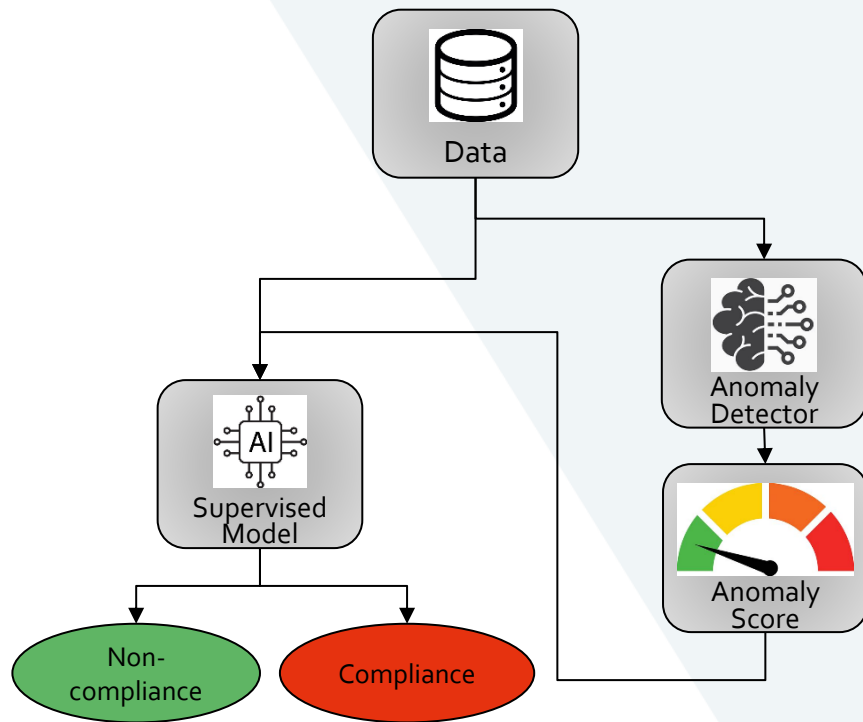 Data
Anomaly
Detector
AI
Supervised
Model
Anomaly
Score
Non-
compliance
Compliance